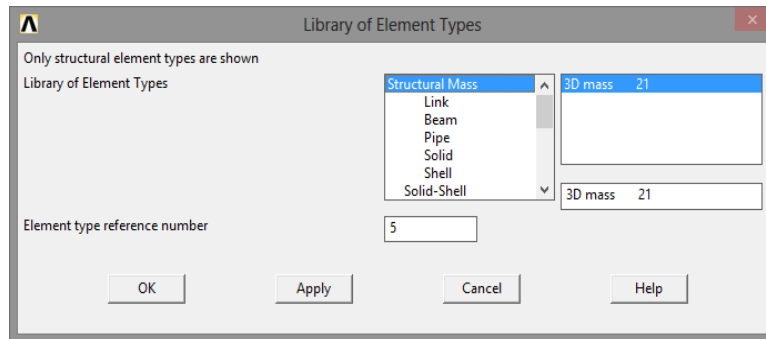 Library of Element Types
Only structural element types are shown
Library of Element Types
Structural Mass
Link
Beam
Pipe
Solid
Shell
Solid-Shell
3D mass 21
3D mass 21
Element type reference number
5
OK
Apply
Cancel
Help